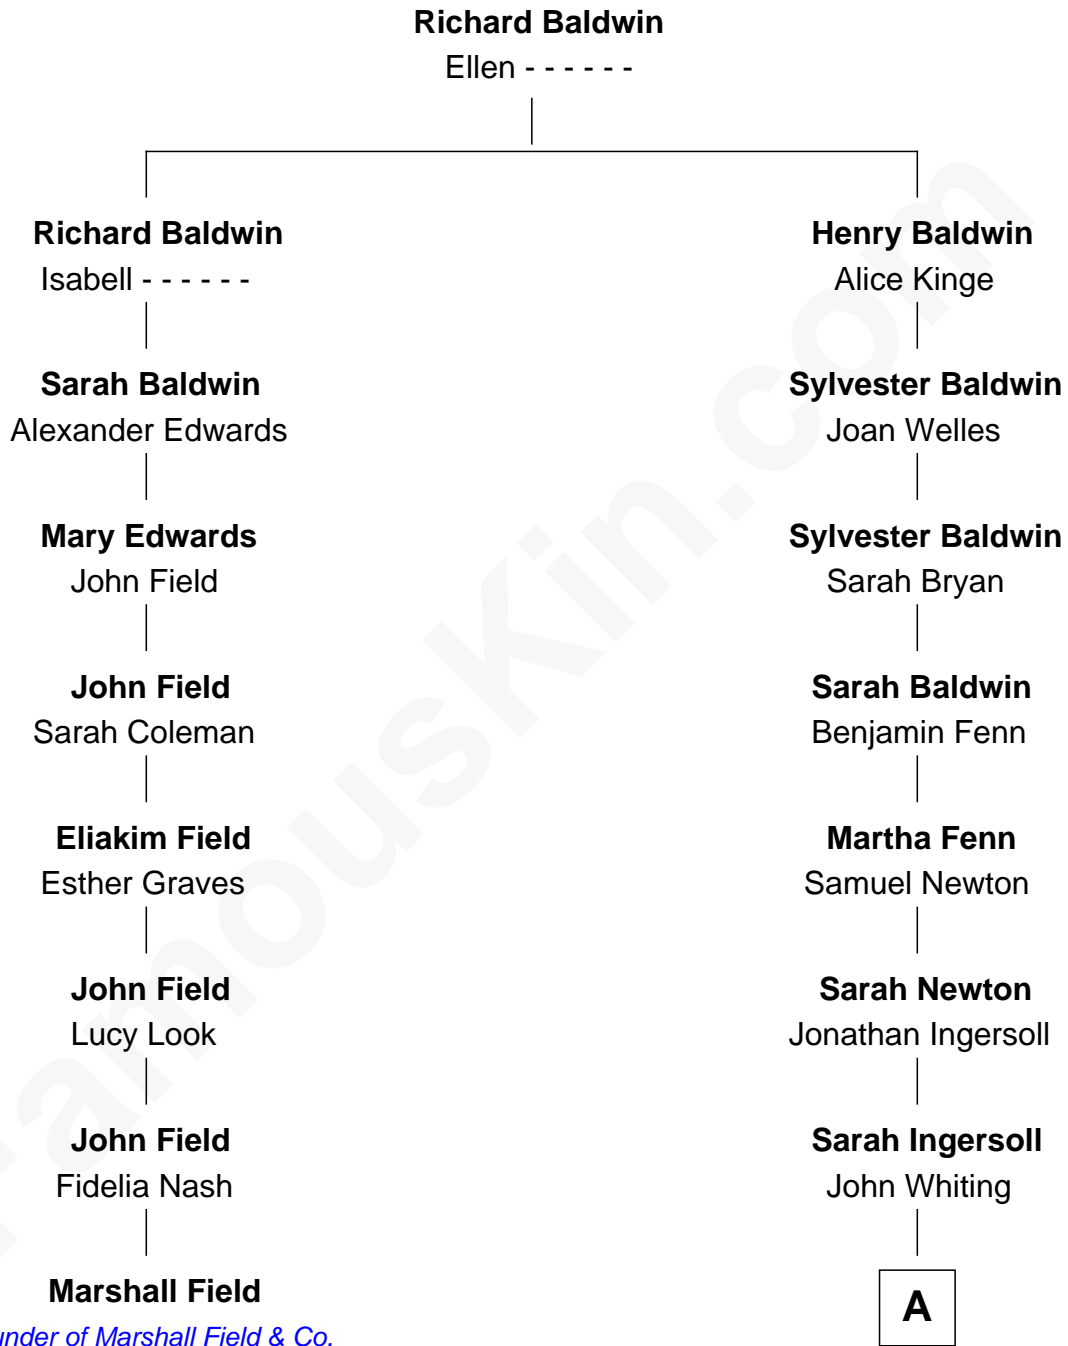 Richard Baldwin
Ellen - - - - - -
Richard Baldwin
Isabell - - - - - -
Henry Baldwin
Alice Kinge
Sarah Baldwin
Alexander Edwards
Sylvester Baldwin
Joan Welles
Mary Edwards
John Field
Sylvester Baldwin
Sarah Bryan
John Field
Sarah Coleman
Sarah Baldwin
Benjamin Fenn
Eliakim Field
Esther Graves
Martha Fenn
Samuel Newton
John Field
Lucy Look
Sarah Newton
Jonathan Ingersoll
John Field
Fidelia Nash
Sarah Ingersoll
John Whiting
Marshall Field
under of Marshall Field & Co.
A
FamousKin.com